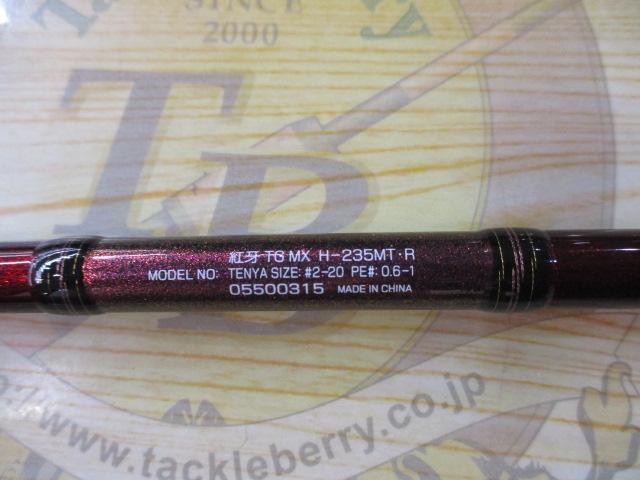 SINCE
2000
TB
紅牙 TG MX H-235MT·R
MODEL NO: TENYA SIZE: #2-20 PE#: 0.6-1
05500315 MADE IN CHINA
www.tackleberry.co.jp